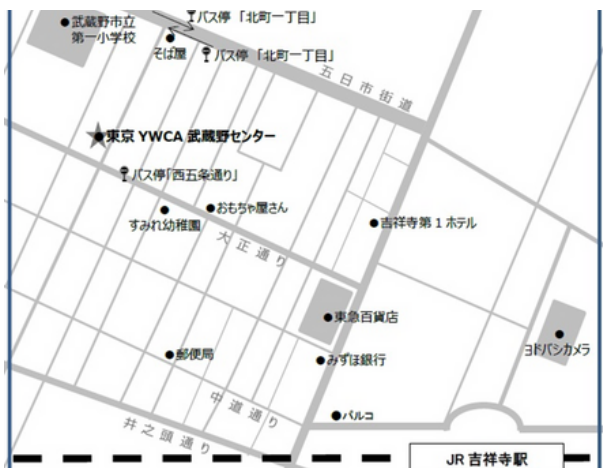 バス停「北町一丁目」
武蔵野市立
第一小学校
そば屋
バス停「北町一丁目」
五日市街道
東京 YWCA 武蔵野センター
バス停「西五条通り」
おもちゃ屋さん
すみれ幼稚園
吉祥寺第1ホテル
大正通り
東急百貨店
ヨドバシカメラ
郵便局
みずほ銀行
中道通り
パルコ
井之頭通り
JR 吉祥寺駅